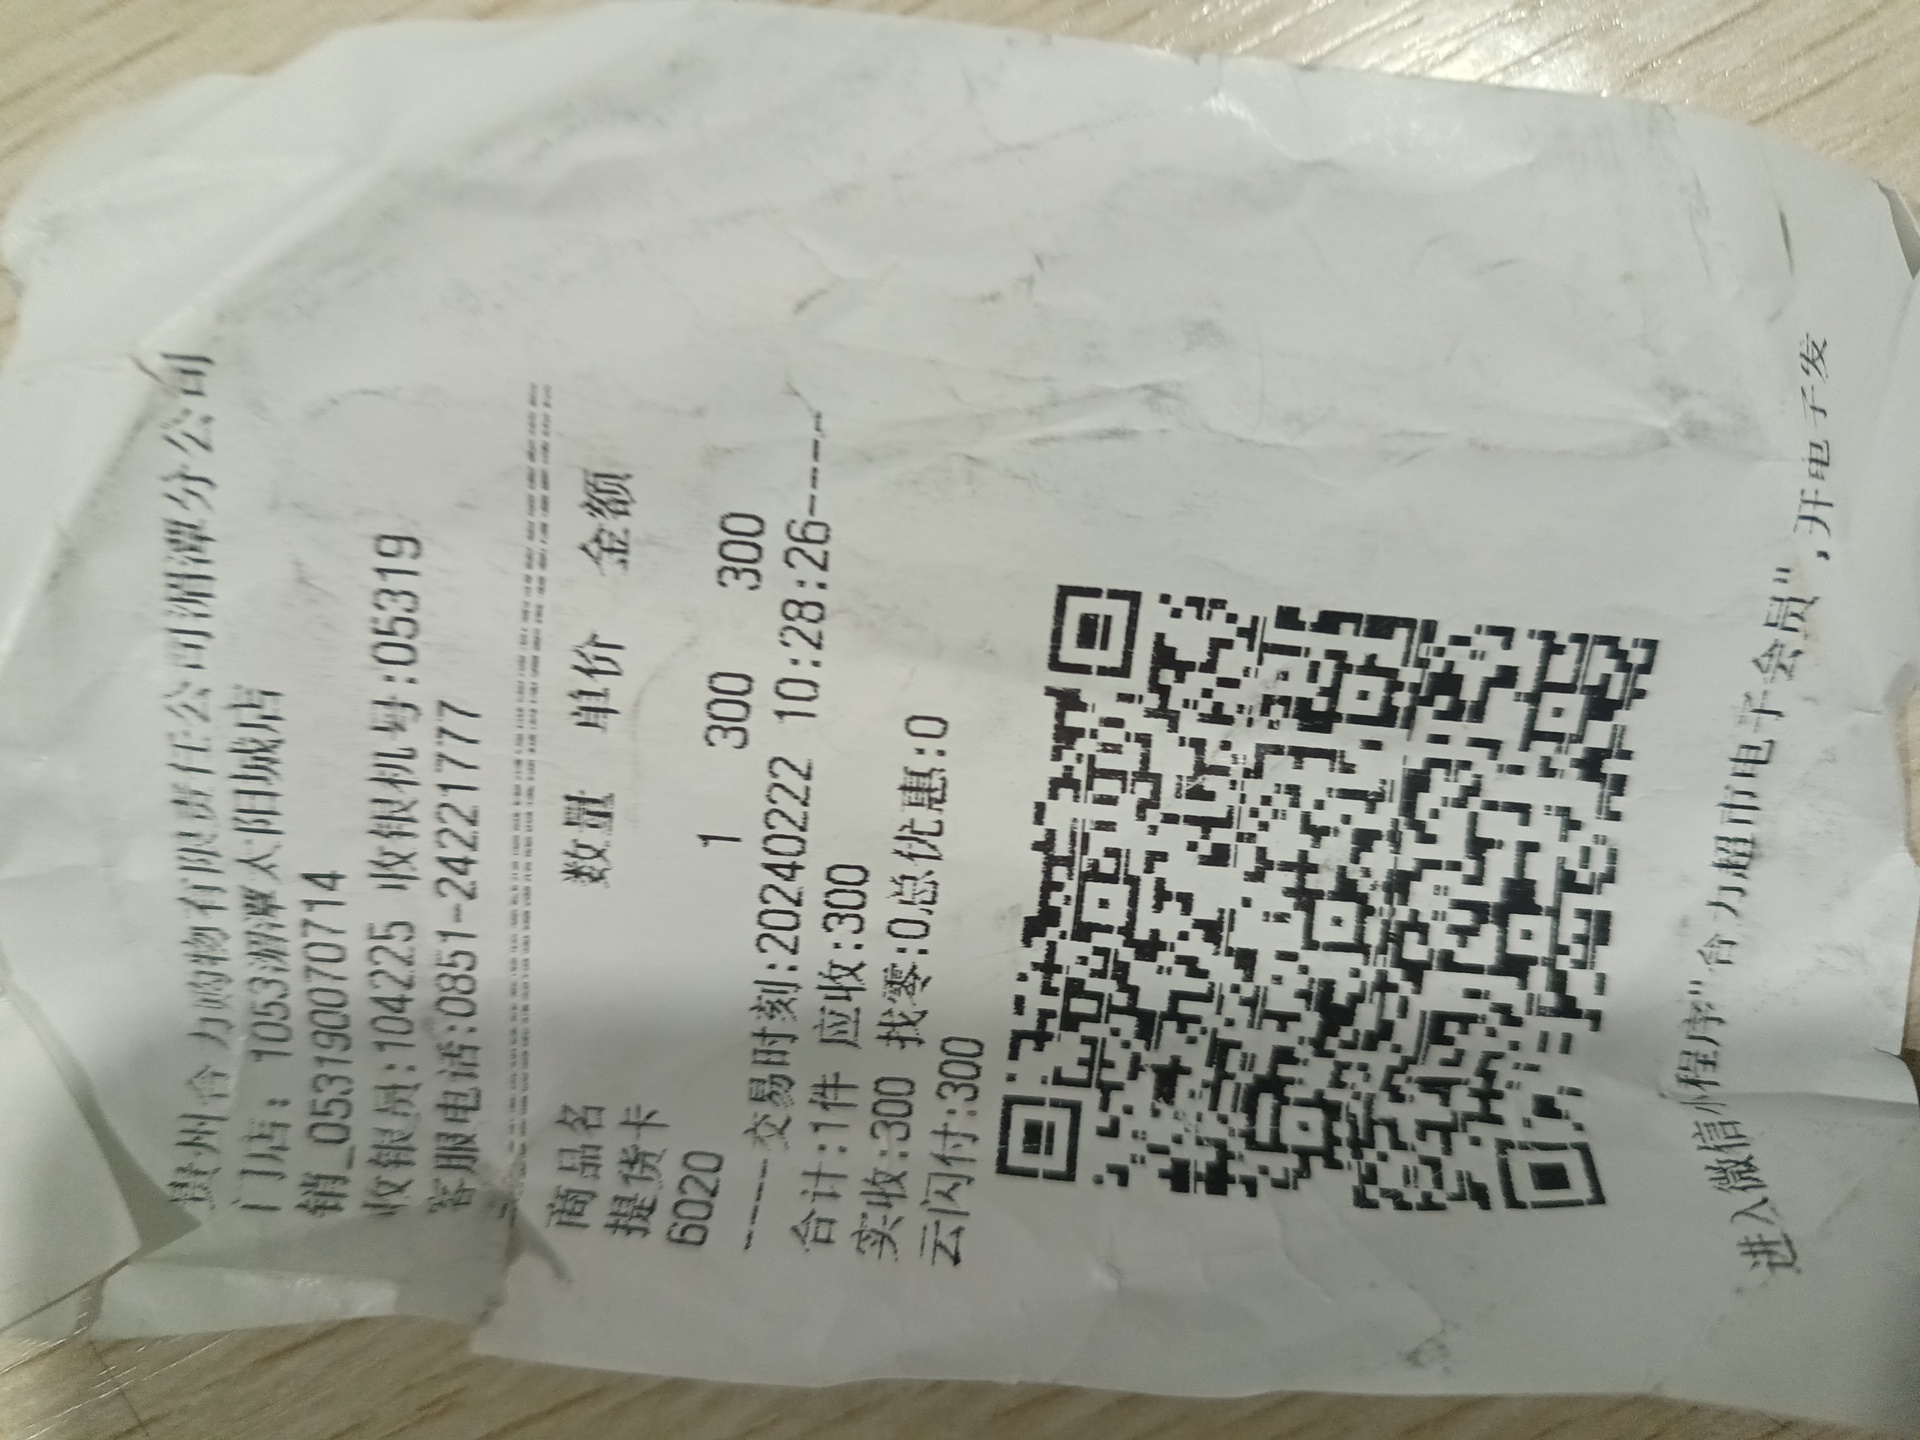 贵州合力购物有限责任公司湄潭分公司
门店: 1053湄潭太阳城店
销_053190070714
收银员:104225 收银机号:05319
客服电话:0851-24221777
商品名 数量 单价 金额
提货卡
6020 1 300 300
-----交易时刻:20240222 10:28:26-----
合计:1件 应收:300
实收:300 找零:0总优惠:0
云闪付:300
进入微信小程序"合力超市电子会员",开电子发